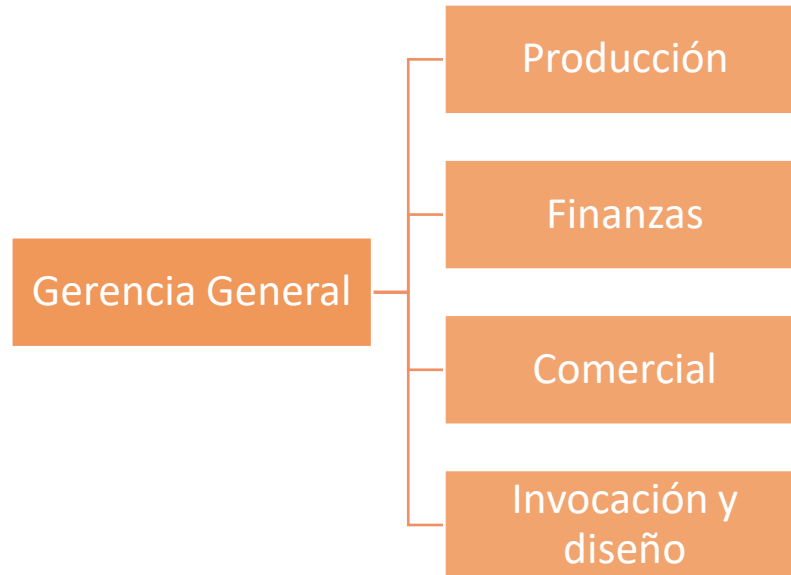 Producción
Finanzas
Gerencia General
Comercial
Invocación y
diseño